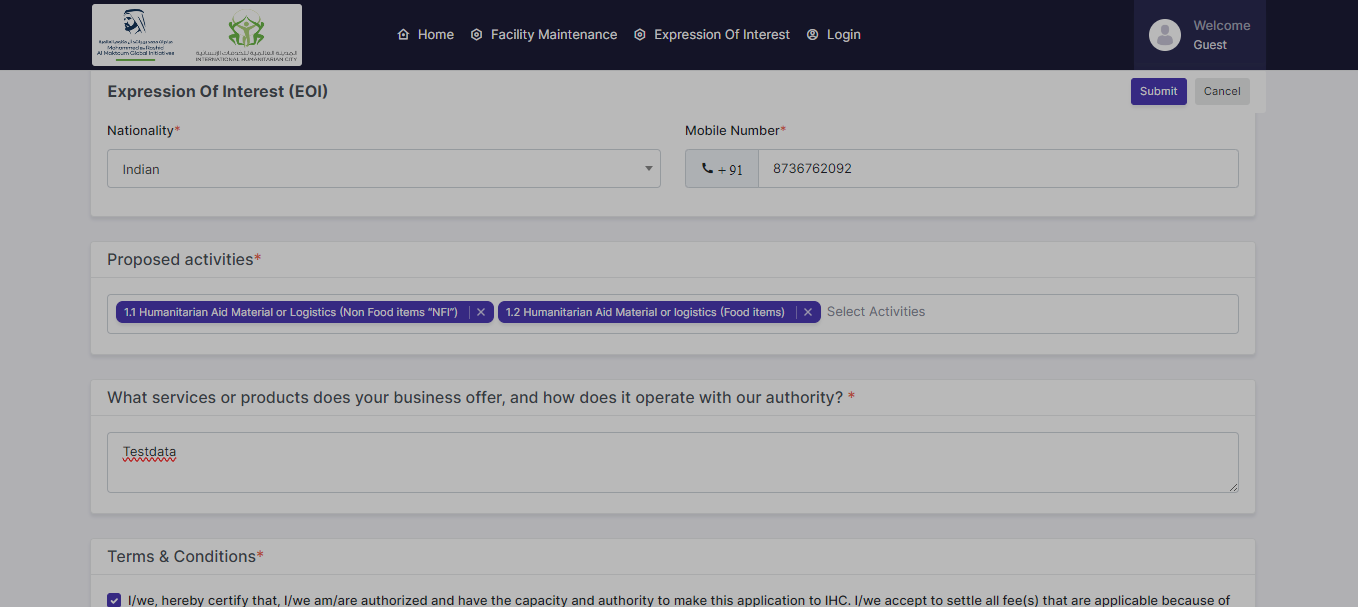 Mohammed bin Rashid
Al Maktoum Global Initiatives
INTERNATIONAL HUMANITARIAN CITY
Home
Facility Maintenance
Expression Of Interest
Login
Welcome
Guest
Expression Of Interest (EOI)
Submit
Cancel
Nationality*
Mobile Number*
Indian
+ 91
8736762092
Proposed activities*
1.1 Humanitarian Aid Material or Logistics (Non Food items “NFI”)
1.2 Humanitarian Aid Material or logistics (Food items)
Select Activities
What services or products does your business offer, and how does it operate with our authority? *
Testdata
Terms & Conditions*
I/we, hereby certify that, I/we am/are authorized and have the capacity and authority to make this application to IHC. I/we accept to settle all fee(s) that are applicable because of